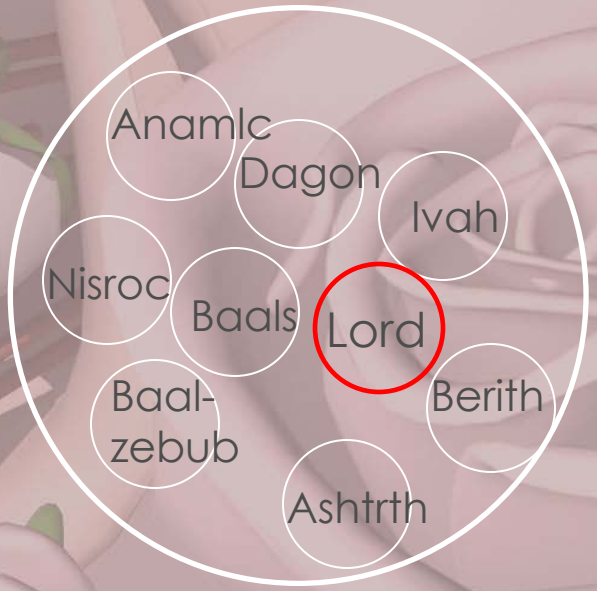 Anamlc
Dagon
Ivah
Nisroc
Baals
Lord
Baal-
zebub
Berith
Ashtrth